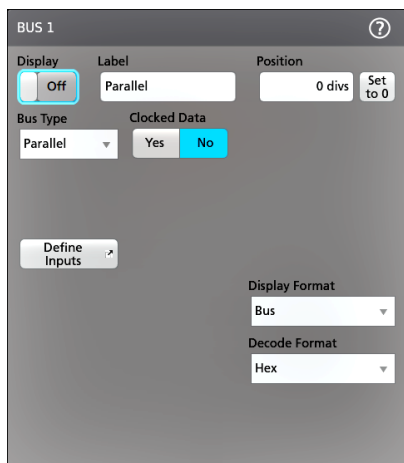 BUS 1
?
Display Label Position
Off Parallel 0 divs Set to 0
Bus Type Clocked Data
Parallel Yes No
Define
Inputs
Display Format
Bus
Decode Format
Hex